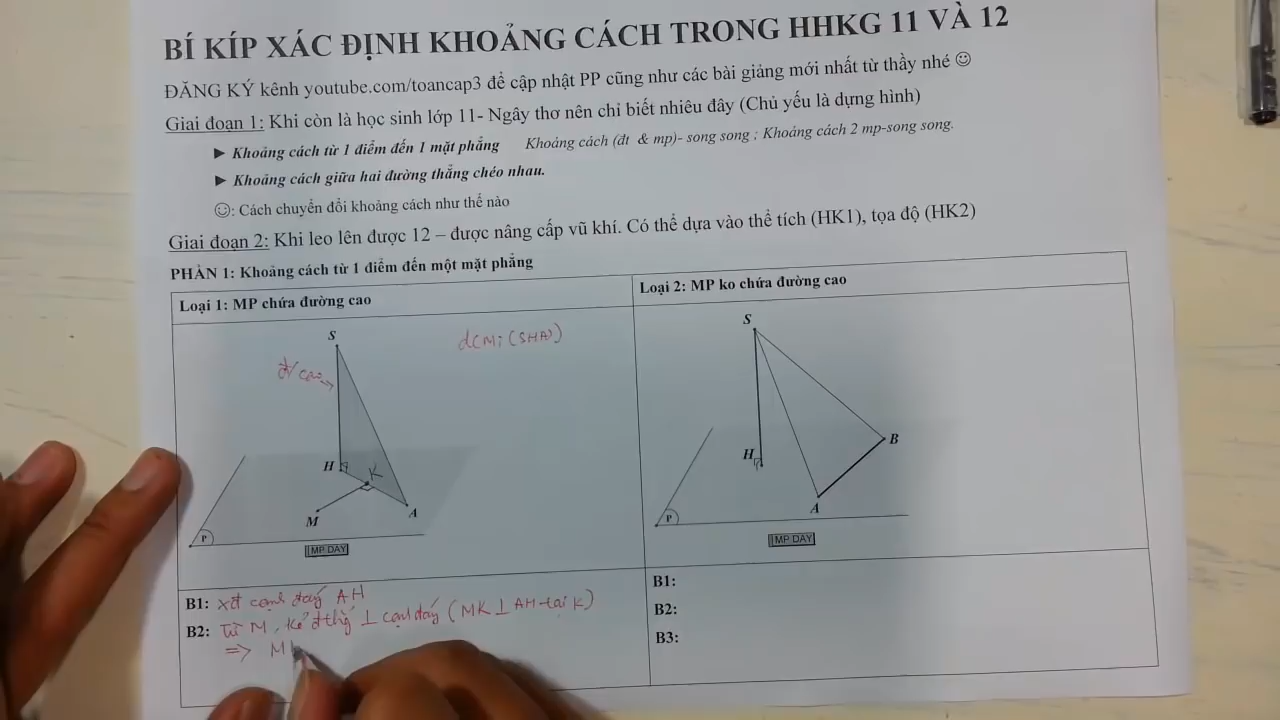 BÍ KÍP XÁC ĐỊNH KHOẢNG CÁCH TRONG HHKG 11 VÀ 12
ĐĂNG KÝ kênh youtube.com/toancap3 để cập nhật PP cũng như các bài giảng mới nhất từ thầy nhé ☺
Giai đoạn 1: Khi còn là học sinh lớp 11- Ngây thơ nên chỉ biết nhiêu đây (Chủ yếu là dựng hình)
► Khoảng cách từ 1 điểm đến 1 mặt phẳng Khoảng cách (đt & mp)- song song ; Khoảng cách 2 mp-song song.
► Khoảng cách giữa hai đường thẳng chéo nhau.
☺: Cách chuyển đổi khoảng cách như thế nào
Giai đoạn 2: Khi leo lên được 12 – được nâng cấp vũ khí. Có thể dựa vào thể tích (HK1), tọa độ (HK2)
PHẦN 1: Khoảng cách từ 1 điểm đến một mặt phẳng
Loại 1: MP chứa đường cao
S
d(M; (SHA))
đ/cao
H
K
M
A
P
MP ĐAY
B1: xđ cạnh đáy AH
B2: Từ M, kẻ đthg ⊥ cạnh đáy (MK ⊥ AH tại K)
=> M
Loại 2: MP ko chứa đường cao
S
B
H
A
P
MP ĐAY
B1:
B2:
B3: